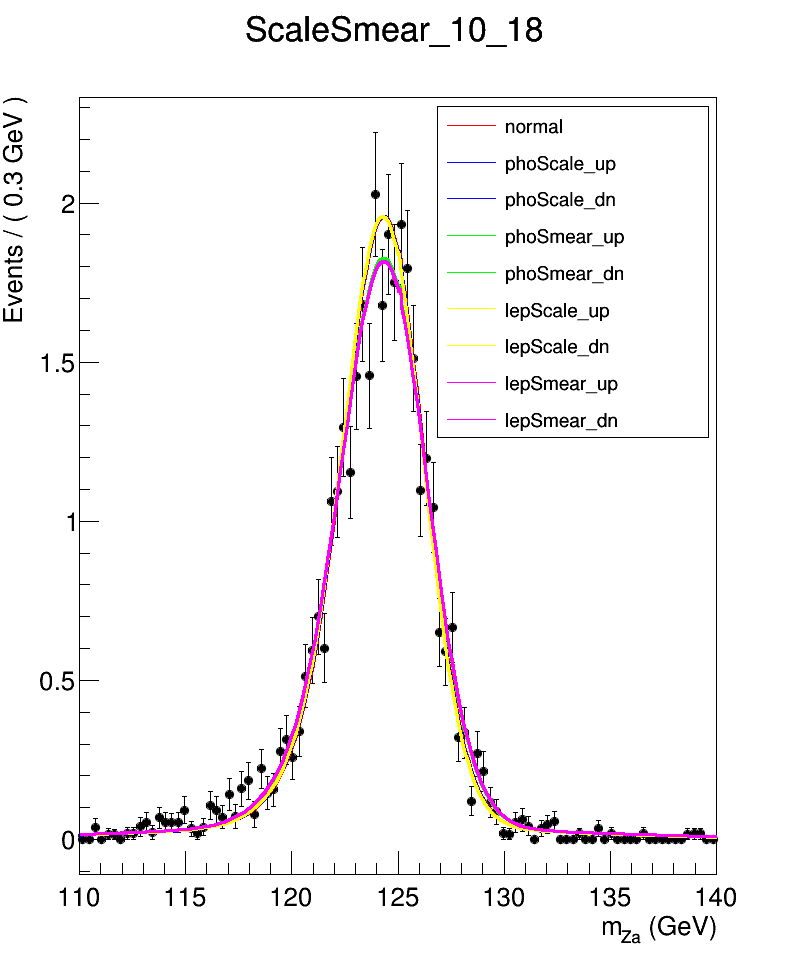 ScaleSmear_10_18
Events / ( 0.3 GeV )
normal
phoScale_up
phoScale_dn
phoSmear_up
phoSmear_dn
lepScale_up
lepScale_dn
lepSmear_up
lepSmear_dn
2
1.5
1
0.5
0
110 115 120 125 130 135 140
m_Za (GeV)